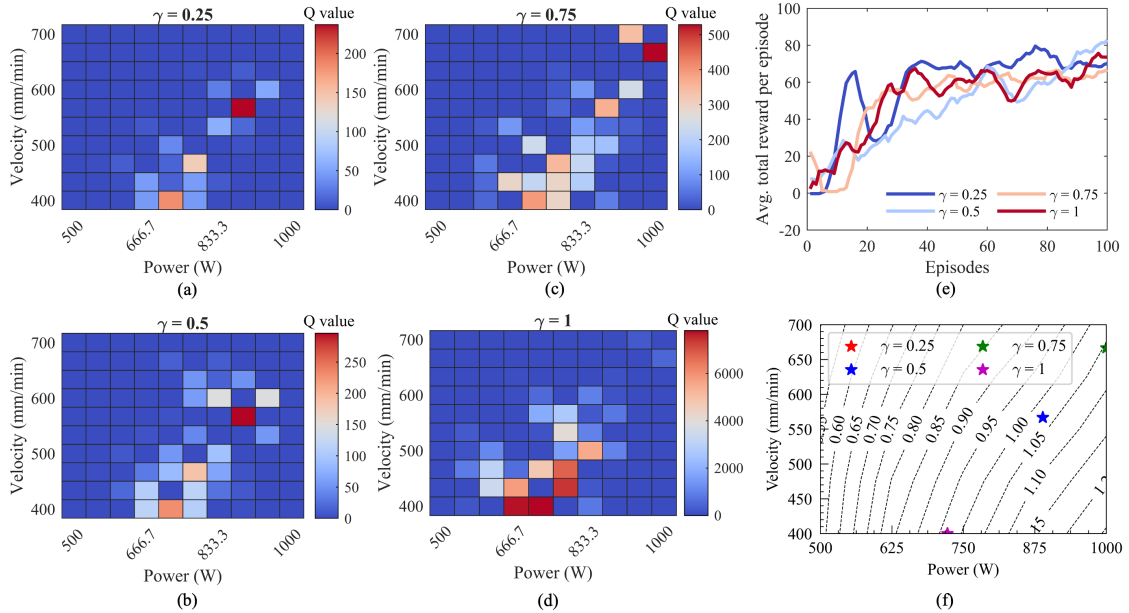 γ = 0.25
Q value
Velocity (mm/min)
700
600
500
400
200
150
100
50
0
500
666.7
833.3
1000
Power (W)
(a)
γ = 0.75
Q value
Velocity (mm/min)
700
600
500
400
500
400
300
200
100
0
500
666.7
833.3
1000
Power (W)
(c)
Avg. total reward per episode
100
80
60
40
20
0
-20
γ = 0.25
γ = 0.75
γ = 0.5
γ = 1
0
20
40
60
80
100
Episodes
(e)
γ = 0.5
Q value
Velocity (mm/min)
700
600
500
400
250
200
150
100
50
0
500
666.7
833.3
1000
Power (W)
(b)
γ = 1
Q value
Velocity (mm/min)
700
600
500
400
6000
4000
2000
0
500
666.7
833.3
1000
Power (W)
(d)
Velocity (mm/min)
700
650
600
550
500
450
400
γ = 0.25
γ = 0.75
γ = 0.5
γ = 1
0.60
0.65
0.70
0.75
0.80
0.85
0.90
0.95
1.00
1.05
1.10
15
1.2
500
625
750
875
1000
Power (W)
(f)